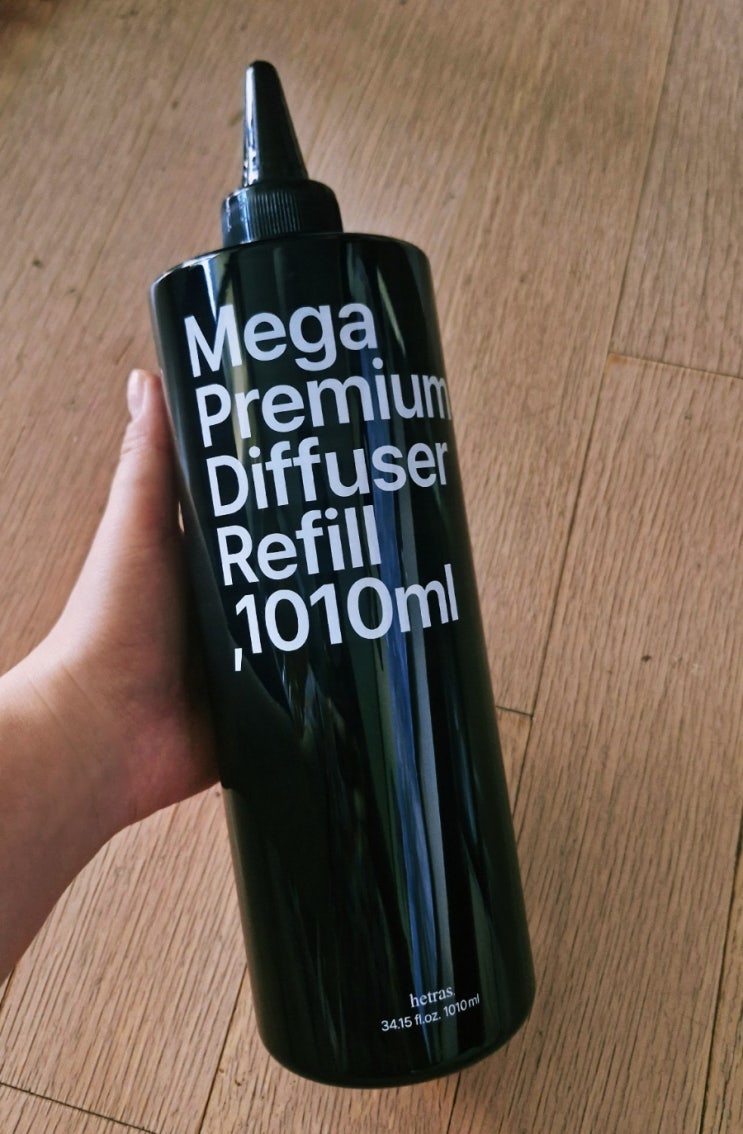 Mega
Premium
Diffuser
Refill
,1010ml
hetras.
34.15 fl.oz. 1010ml